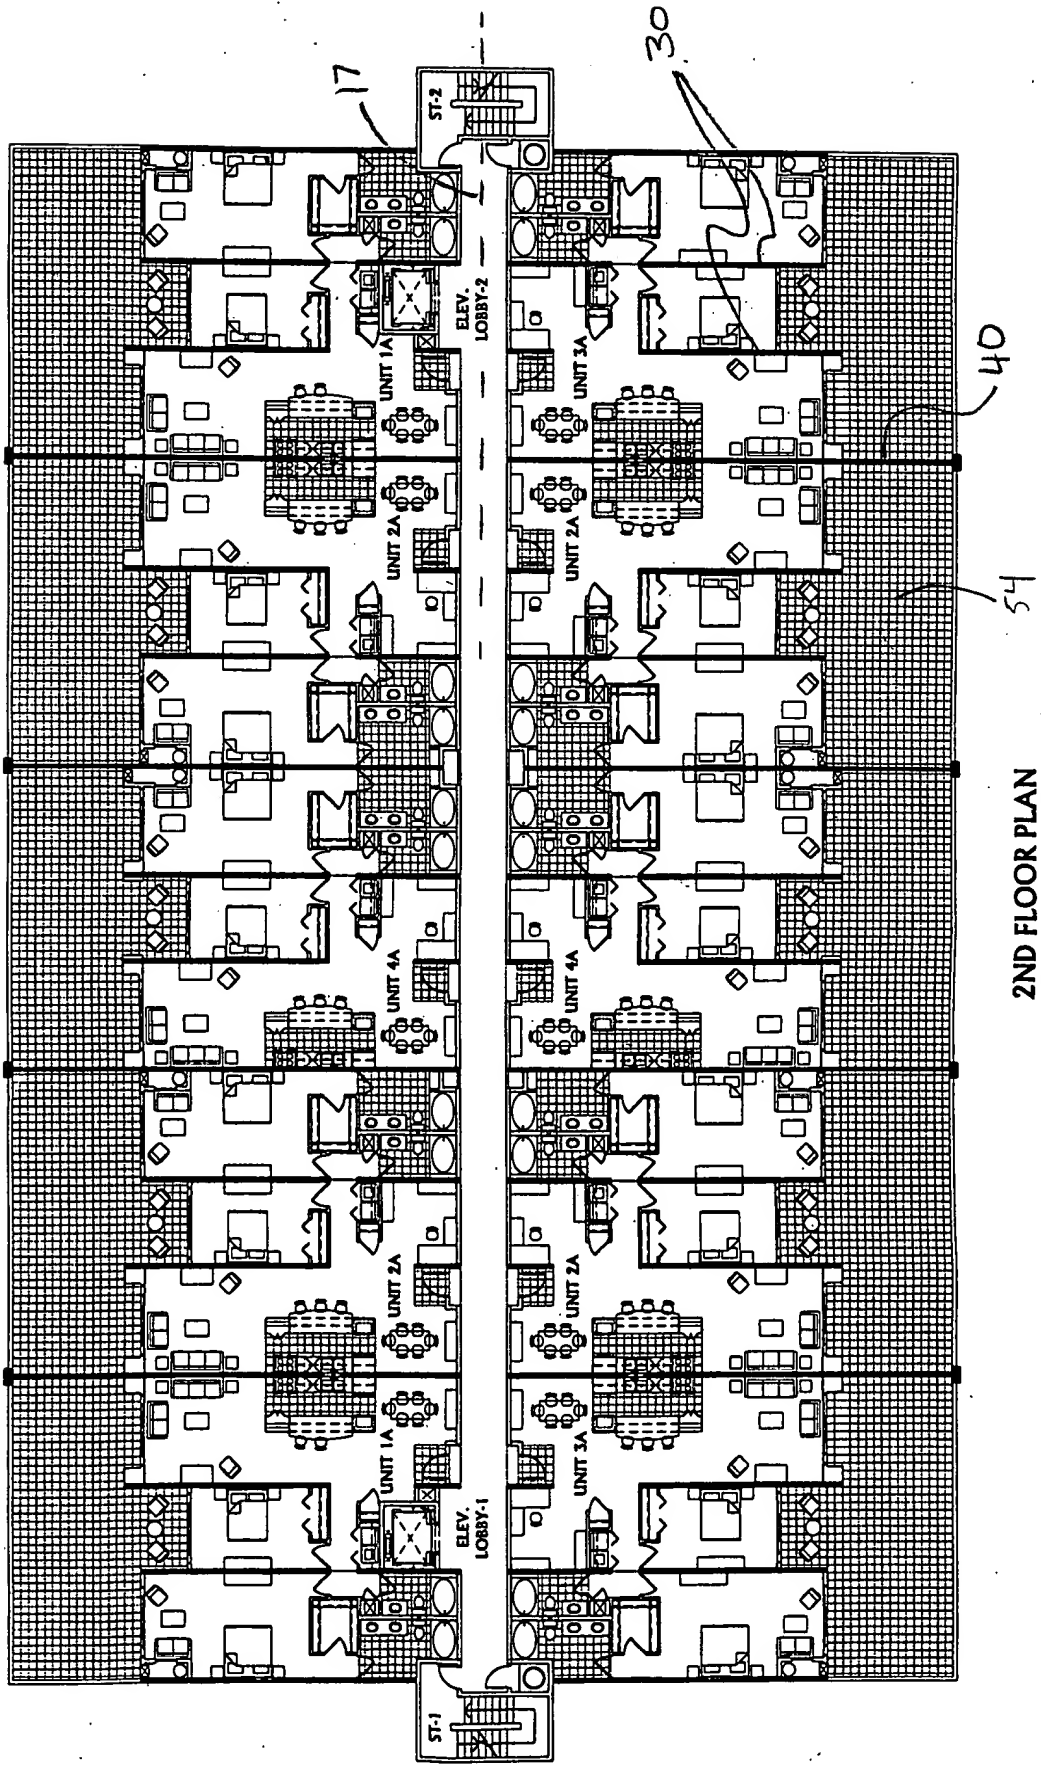 17
30
ST-2
ELEV.
LOBBY-2
UNIT 1A
UNIT 3A
40
UNIT 2A
UNIT 2A
54
UNIT 4A
UNIT 4A
2ND FLOOR PLAN
UNIT 2A
UNIT 2A
UNIT 1A
UNIT 3A
ELEV.
LOBBY-1
ST-1